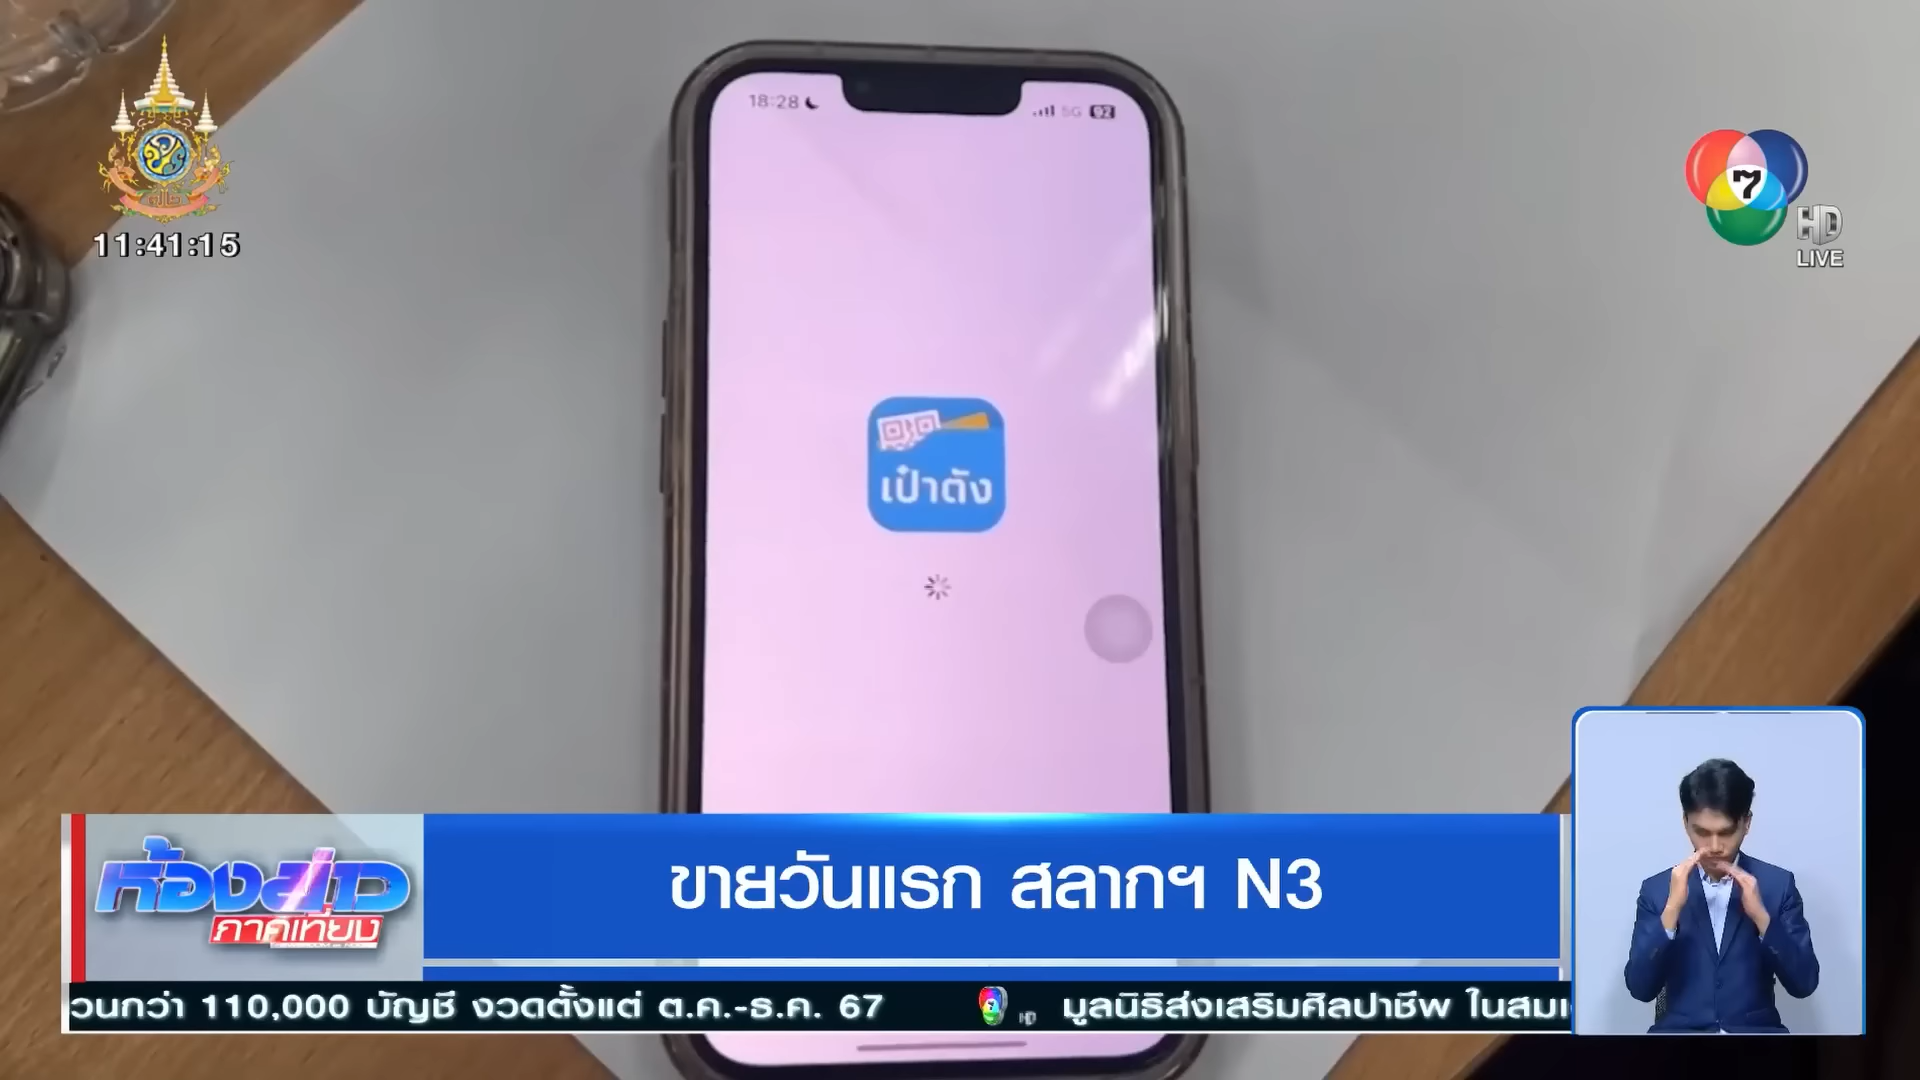 18:28
5G 92
11:41:15
7
HD
LIVE
เป๋าตัง
ห้องข่าว
ภาคเที่ยง
ขายวันแรก สลากฯ N3
วนกว่า 110,000 บัญชี งวดตั้งแต่ ต.ค.-ธ.ค. 67
7 HD
มูลนิธิส่งเสริมศิลปาชีพ ในสมเ